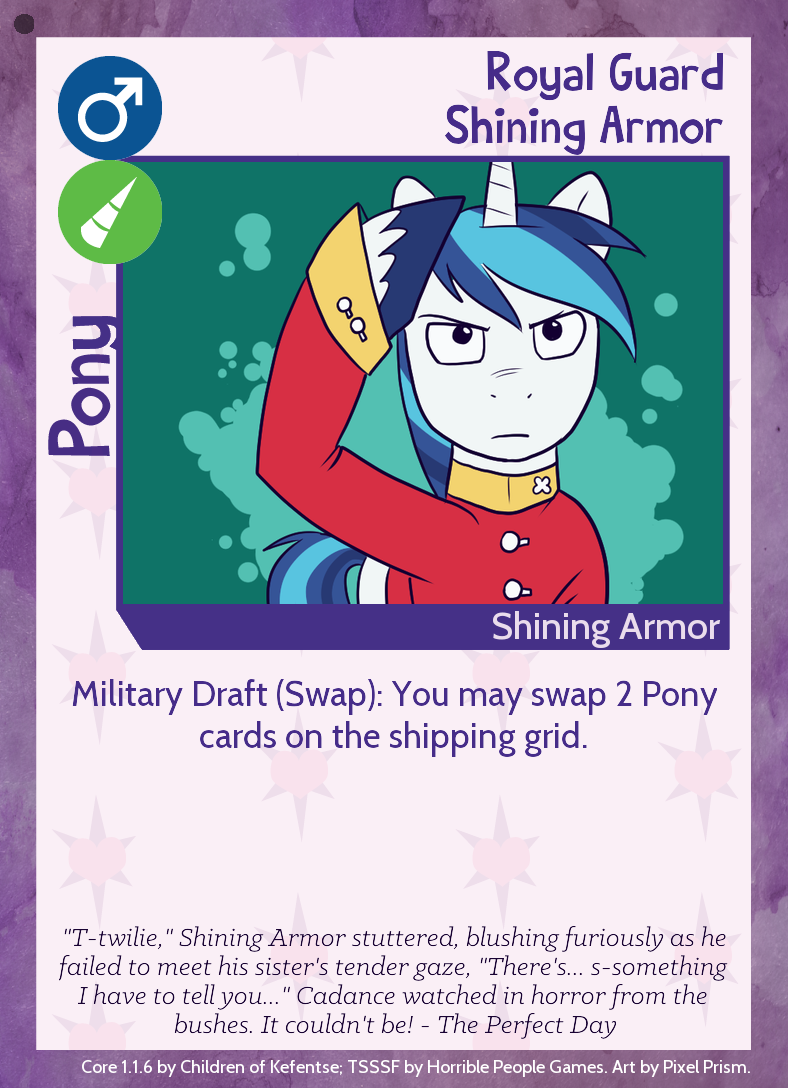 Royal Guard
Shining Armor
Pony
Shining Armor
Military Draft (Swap): You may swap 2 Pony
cards on the shipping grid.
"T-twilie," Shining Armor stuttered, blushing furiously as he
failed to meet his sister's tender gaze, "There's... s-something
I have to tell you..." Cadance watched in horror from the
bushes. It couldn't be! - The Perfect Day
Core 1.1.6 by Children of Kefentse; TSSSF by Horrible People Games. Art by Pixel Prism.